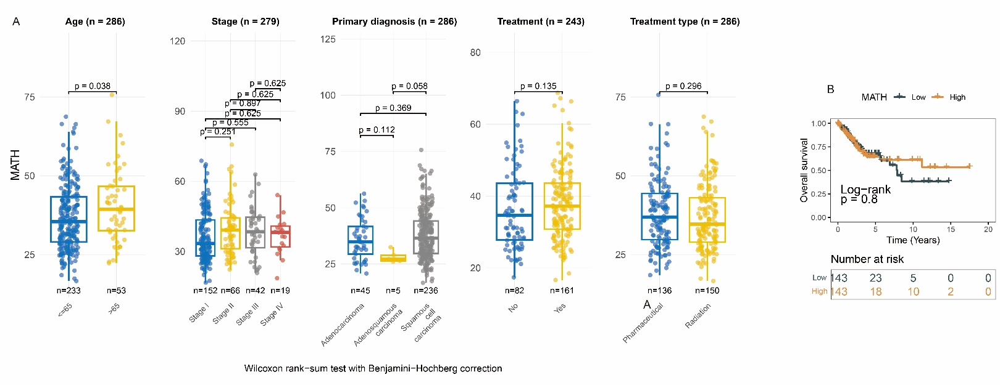 A
Age (n = 286)
Stage (n = 279)
Primary diagnosis (n = 286)
Treatment (n = 243)
Treatment type (n = 286)
MATH
75
50
25
p = 0.038
n=233
n=53
<=65
>65
120
90
60
30
p = 0.625
p = 0.625
p = 0.897
p = 0.625
p = 0.555
p = 0.251
n=152
n=66
n=42
n=19
Stage I
Stage II
Stage III
Stage IV
125
100
75
50
25
p = 0.058
p = 0.369
p = 0.112
n=45
n=5
n=236
Adenocarcinoma
Adenosquamous
carcinoma
Squamous
cell
carcinoma
80
60
40
20
p = 0.135
n=82
n=161
No
Yes
75
50
25
p = 0.296
n=136
n=150
A
Pharmaceutical
Radiation
Wilcoxon rank−sum test with Benjamini−Hochberg correction
B
MATH Low High
Overall survival
1.00
0.75
0.50
0.25
0.00
Log−rank
p = 0.8
0 5 10 15 20
Time (Years)
Number at risk
Low 143 23 5 0 0
High 143 18 10 2 0